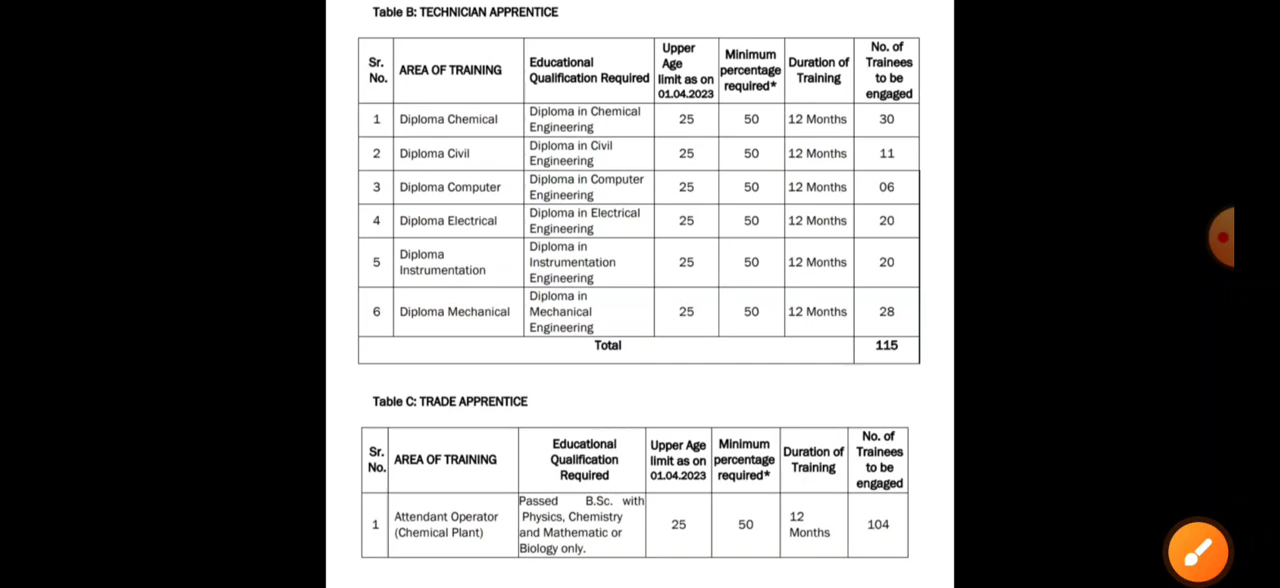 Table B: TECHNICIAN APPRENTICE
Sr. No. AREA OF TRAINING Educational Qualification Required Upper Age limit as on 01.04.2023 Minimum percentage required* Duration of Training No. of Trainees to be engaged
1 Diploma Chemical Diploma in Chemical Engineering 25 50 12 Months 30
2 Diploma Civil Diploma in Civil Engineering 25 50 12 Months 11
3 Diploma Computer Diploma in Computer Engineering 25 50 12 Months 06
4 Diploma Electrical Diploma in Electrical Engineering 25 50 12 Months 20
5 Diploma Instrumentation Diploma in Instrumentation Engineering 25 50 12 Months 20
6 Diploma Mechanical Diploma in Mechanical Engineering 25 50 12 Months 28
Total 115
Table C: TRADE APPRENTICE
Sr. No. AREA OF TRAINING Educational Qualification Required Upper Age limit as on 01.04.2023 Minimum percentage required* Duration of Training No. of Trainees to be engaged
1 Attendant Operator (Chemical Plant) Passed B.Sc. with Physics, Chemistry and Mathematic or Biology only. 25 50 12 Months 104